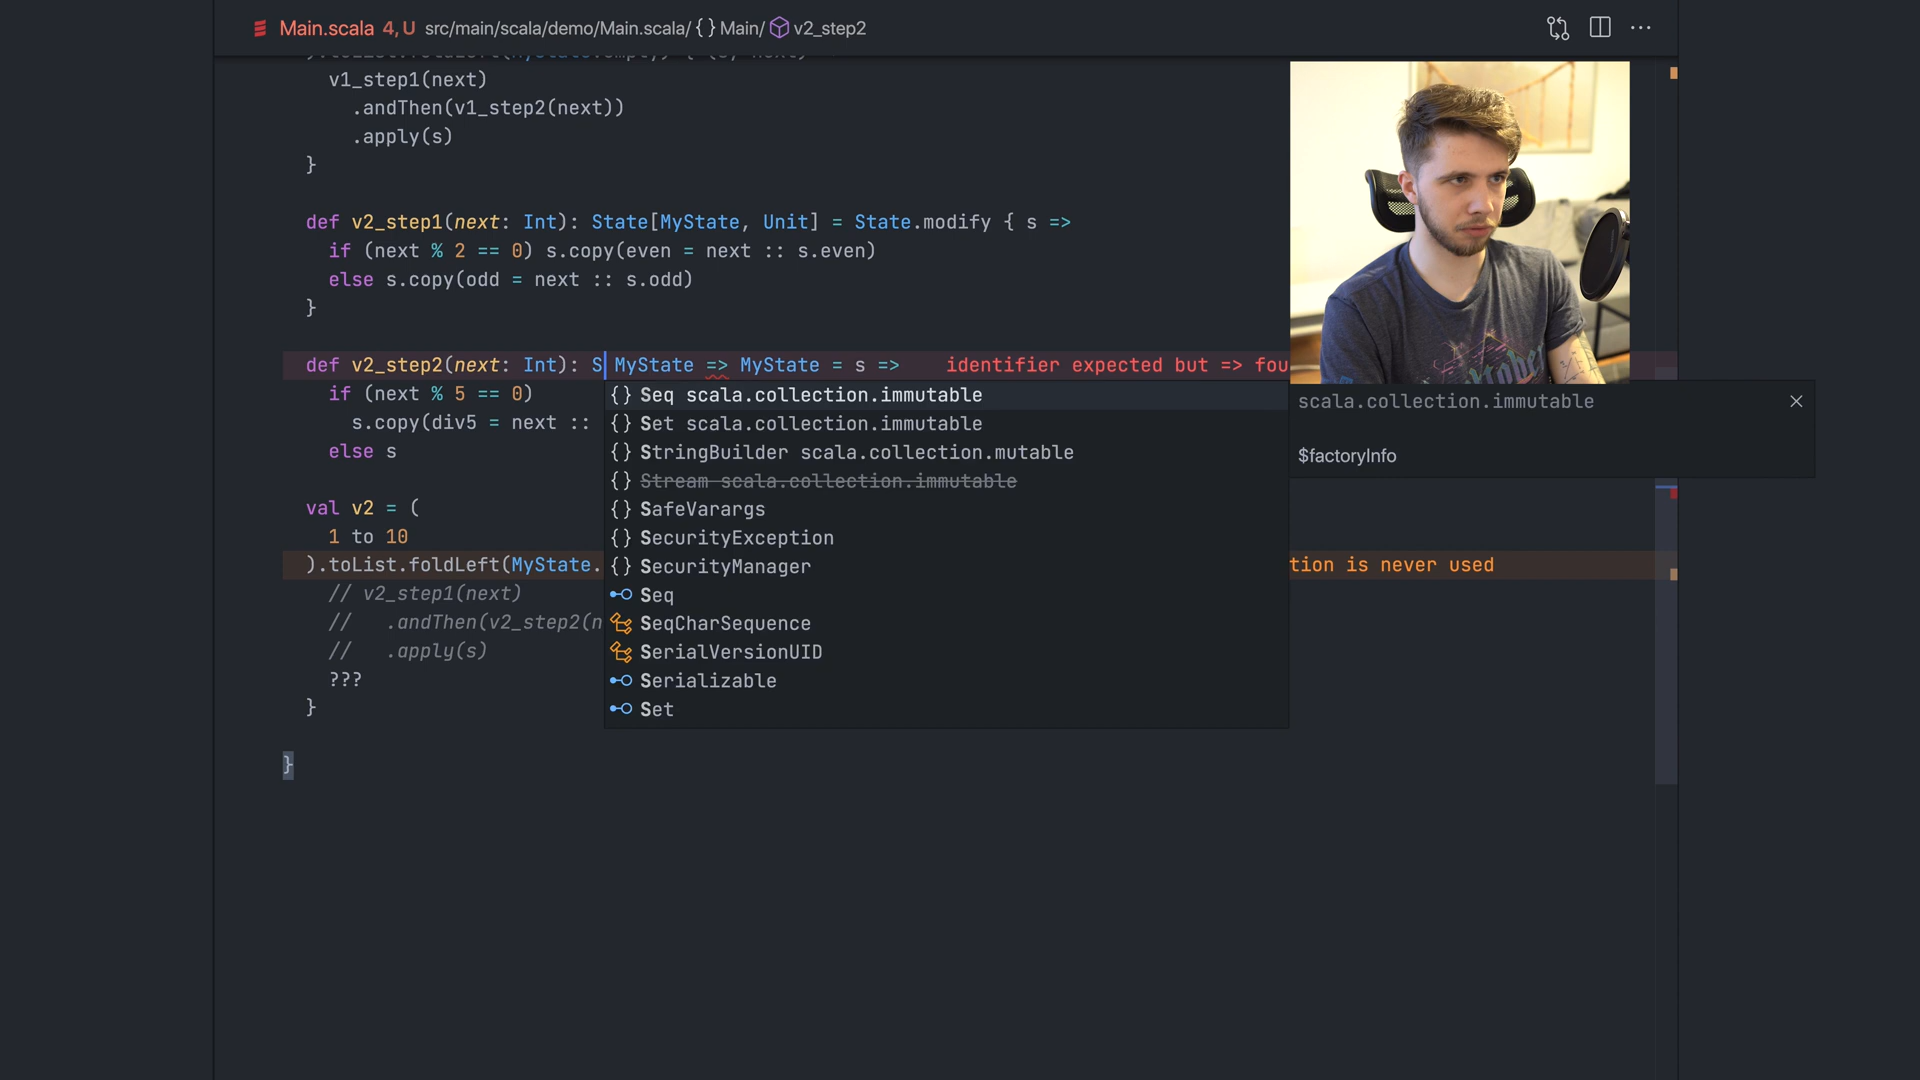 Main.scala 4, U src/main/scala/demo/Main.scala/ {} Main/ v2_step2
v1_step1(next)
.andThen(v1_step2(next))
.apply(s)
}
def v2_step1(next: Int): State[MyState, Unit] = State.modify { s =>
if (next % 2 == 0) s.copy(even = next :: s.even)
else s.copy(odd = next :: s.odd)
}
def v2_step2(next: Int): S MyState => MyState = s => identifier expected but => fou
if (next % 5 == 0)
s.copy(div5 = next ::
else s
val v2 = (
1 to 10
).toList.foldLeft(MyState. tion is never used
// v2_step1(next)
// .andThen(v2_step2(n
// .apply(s)
???
}
}
{} Seq scala.collection.immutable
{} Set scala.collection.immutable
{} StringBuilder scala.collection.mutable
{} Stream scala.collection.immutable
{} SafeVarargs
{} SecurityException
{} SecurityManager
Seq
SeqCharSequence
SerialVersionUID
Serializable
Set
scala.collection.immutable
$factoryInfo